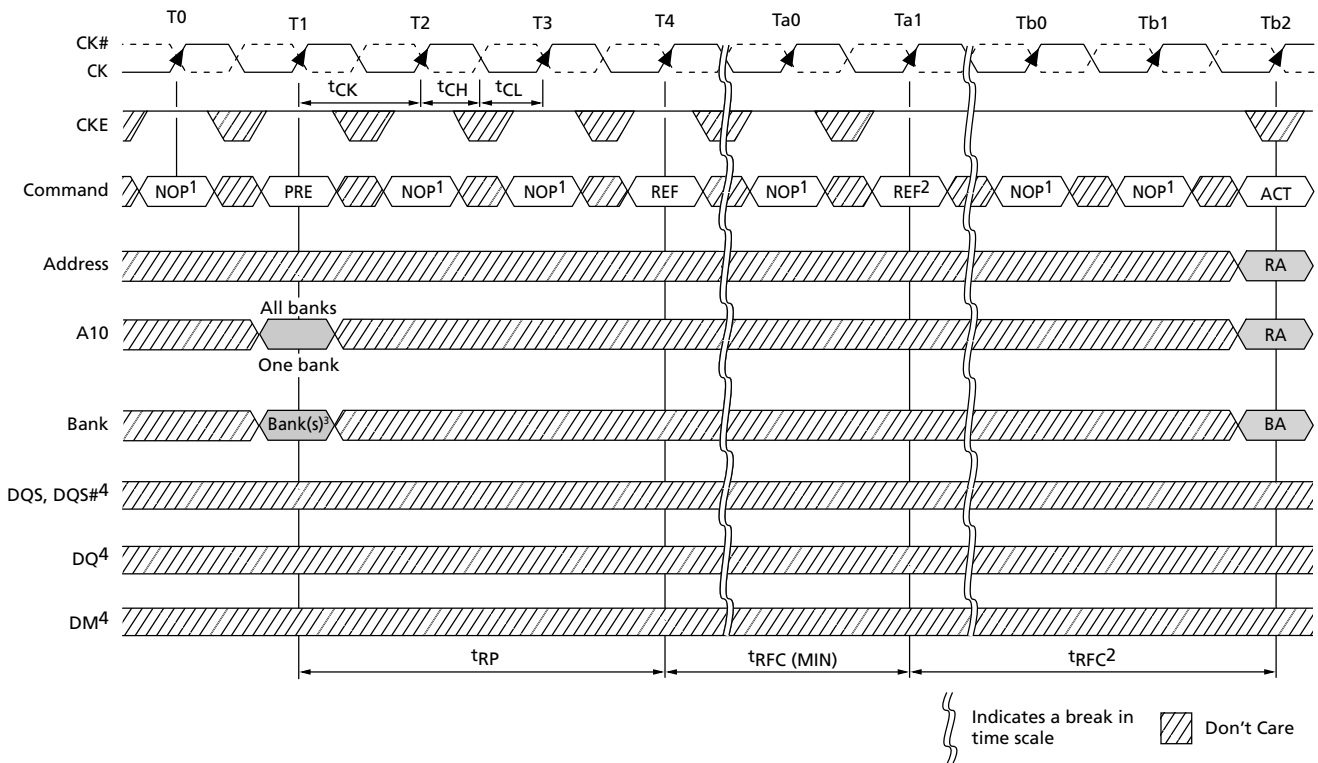 T0 T1 T2 T3 T4 Ta0 Ta1 Tb0 Tb1 Tb2
CK#
CK
tCK tCH tCL
CKE
Command NOP1 PRE NOP1 NOP1 REF NOP1 REF2 NOP1 NOP1 ACT
Address RA
All banks
A10 RA
One bank
Bank Bank(s)3 BA
DQS, DQS#4
DQ4
DM4
tRP tRFC (MIN) tRFC2
Indicates a break in
time scale
Don't Care